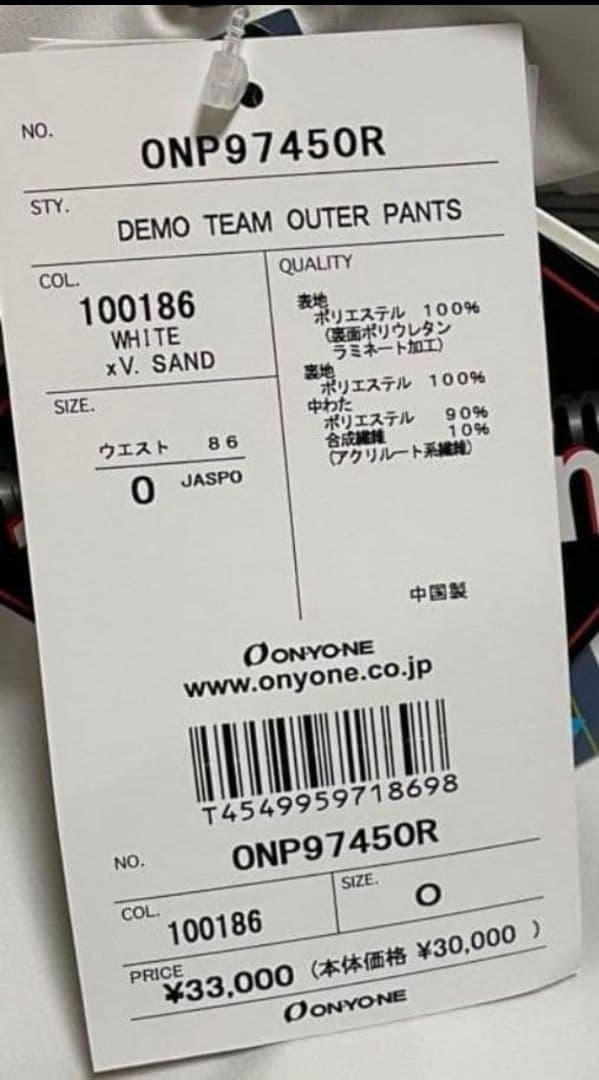 NO.
ONP97450R
STY.
DEMO TEAM OUTER PANTS
COL.
100186
WHITE
xV. SAND
SIZE.
ウエスト 86
O JASPO
QUALITY
表地
ポリエステル 100%
(裏面ポリウレタン
ラミネート加工)
裏地
ポリエステル 100%
中わた
ポリエステル 90%
合成繊維 10%
(アクリルート系繊維)
中国製
ONYONE
www.onyone.co.jp
T4549959718698
NO. ONP97450R
COL. 100186
SIZE. O
PRICE
¥33,000 (本体価格 ¥30,000 )
ONYONE